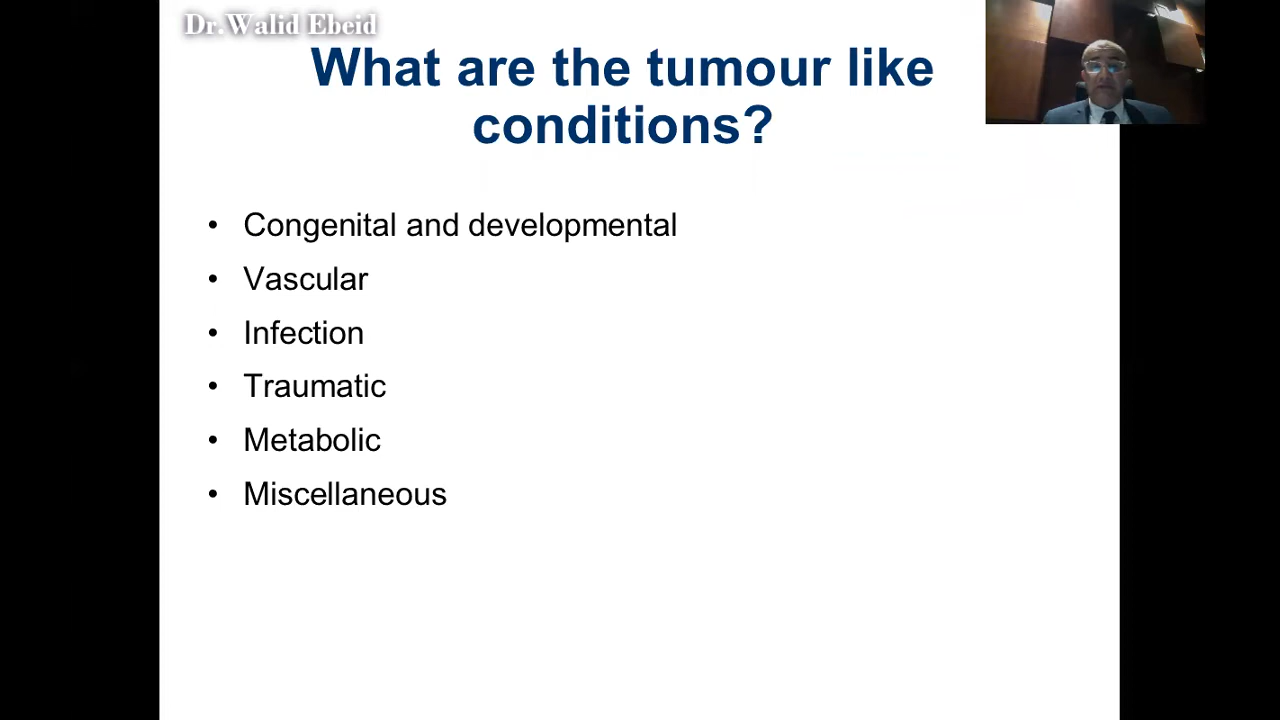 Dr.Walid Ebeid
What are the tumour like
conditions?
• Congenital and developmental
• Vascular
• Infection
• Traumatic
• Metabolic
• Miscellaneous